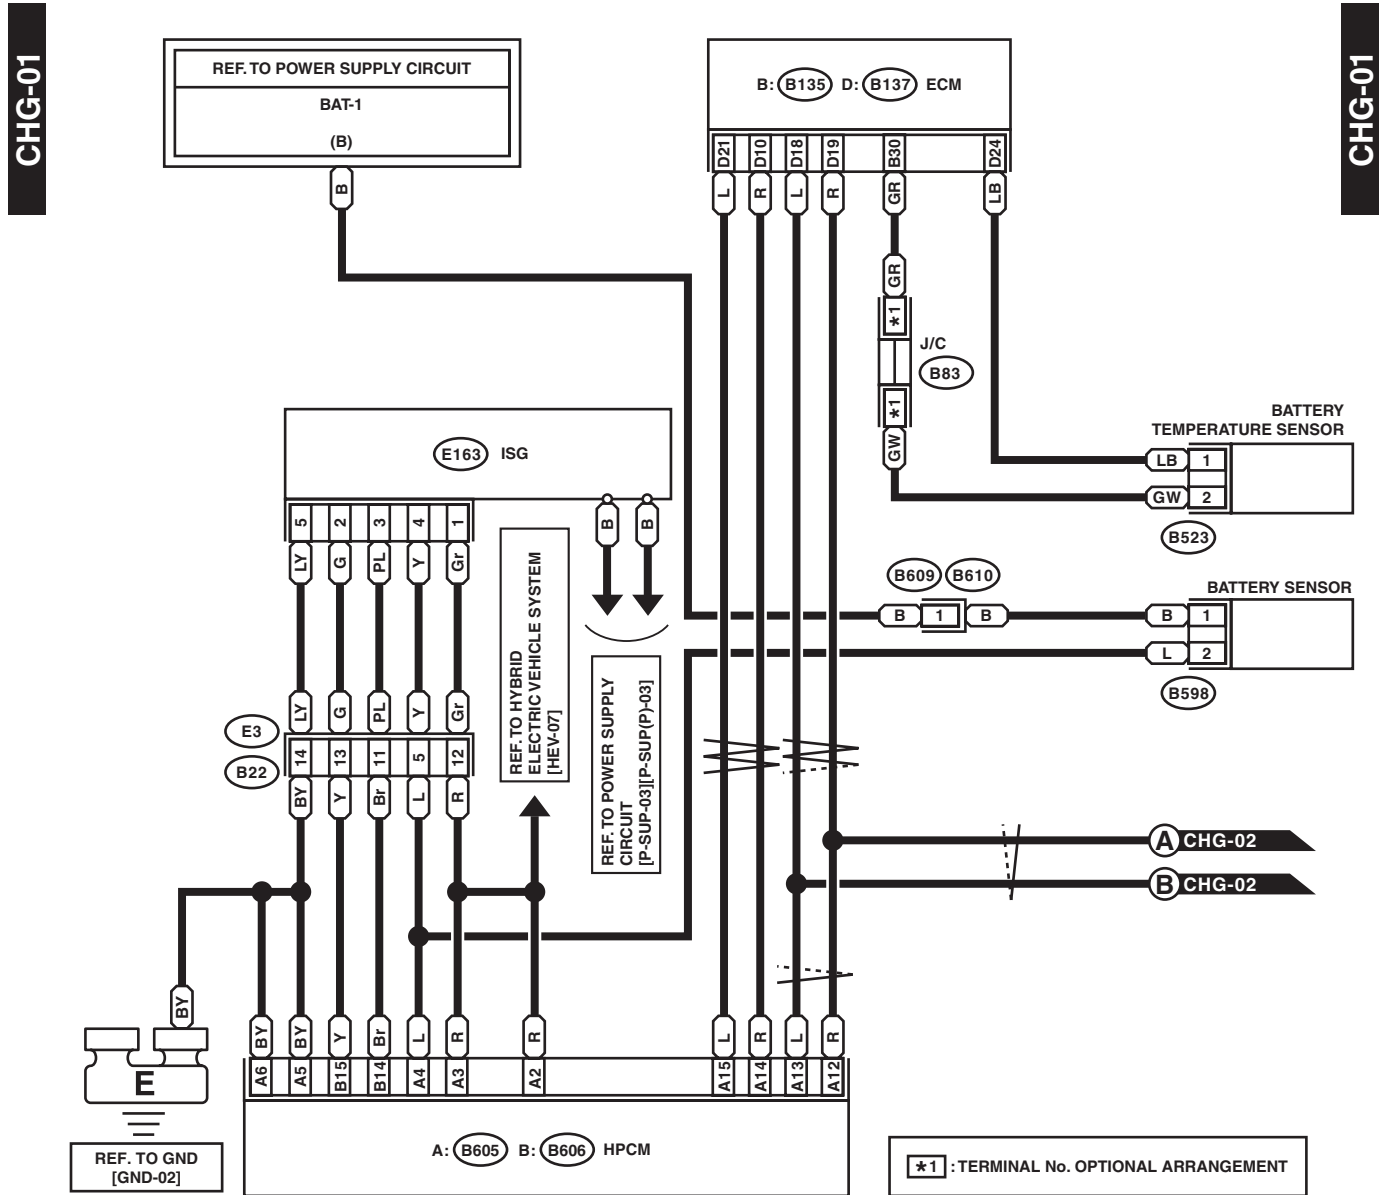 CHG-01
CHG-01
REF. TO POWER SUPPLY CIRCUIT
BAT-1
(B)
B
B: B135 D: B137 ECM
D21 D10 D18 D19 B30 D24
L R L R GR LB
GR
*1
J/C
B83
*1
GW
BATTERY
TEMPERATURE SENSOR
LB 1
GW 2
B523
E163 ISG
5 2 3 4 1
LY G PL Y Gr
B B
REF. TO HYBRID
ELECTRIC VEHICLE SYSTEM
[HEV-07]
REF. TO POWER SUPPLY
CIRCUIT
[P-SUP-03][P-SUP(P)-03]
B609 B610
B 1 B
BATTERY SENSOR
B 1
L 2
B598
LY G PL Y Gr
E3
B22
14 13 11 5 12
BY Y Br L R
A CHG-02
B CHG-02
BY
E
REF. TO GND
[GND-02]
BY BY Y Br L R R L R L R
A6 A5 B15 B14 A4 A3 A2 A15 A14 A13 A12
A: B605 B: B606 HPCM
*1 : TERMINAL No. OPTIONAL ARRANGEMENT